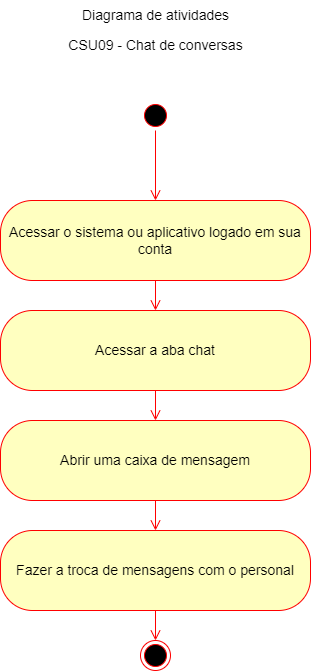 Diagrama de atividades
CSU09 - Chat de conversas
Acessar o sistema ou aplicativo logado em sua
conta
Acessar a aba chat
Abrir uma caixa de mensagem
Fazer a troca de mensagens com o personal